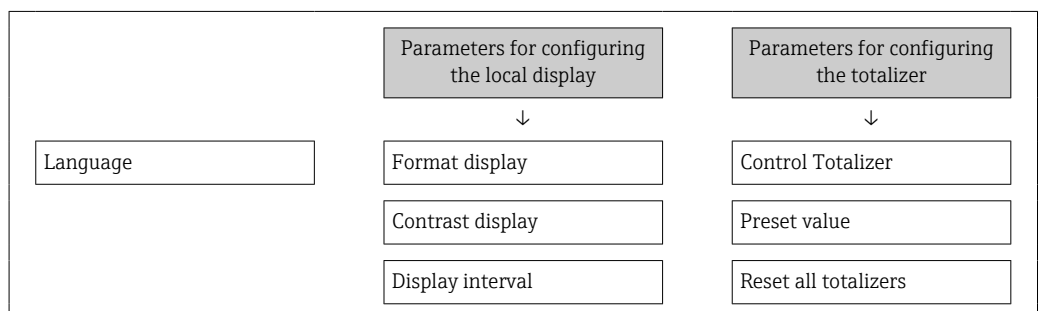 Parameters for configuring
the local display
Parameters for configuring
the totalizer
↓
↓
Language
Format display
Control Totalizer
Contrast display
Preset value
Display interval
Reset all totalizers